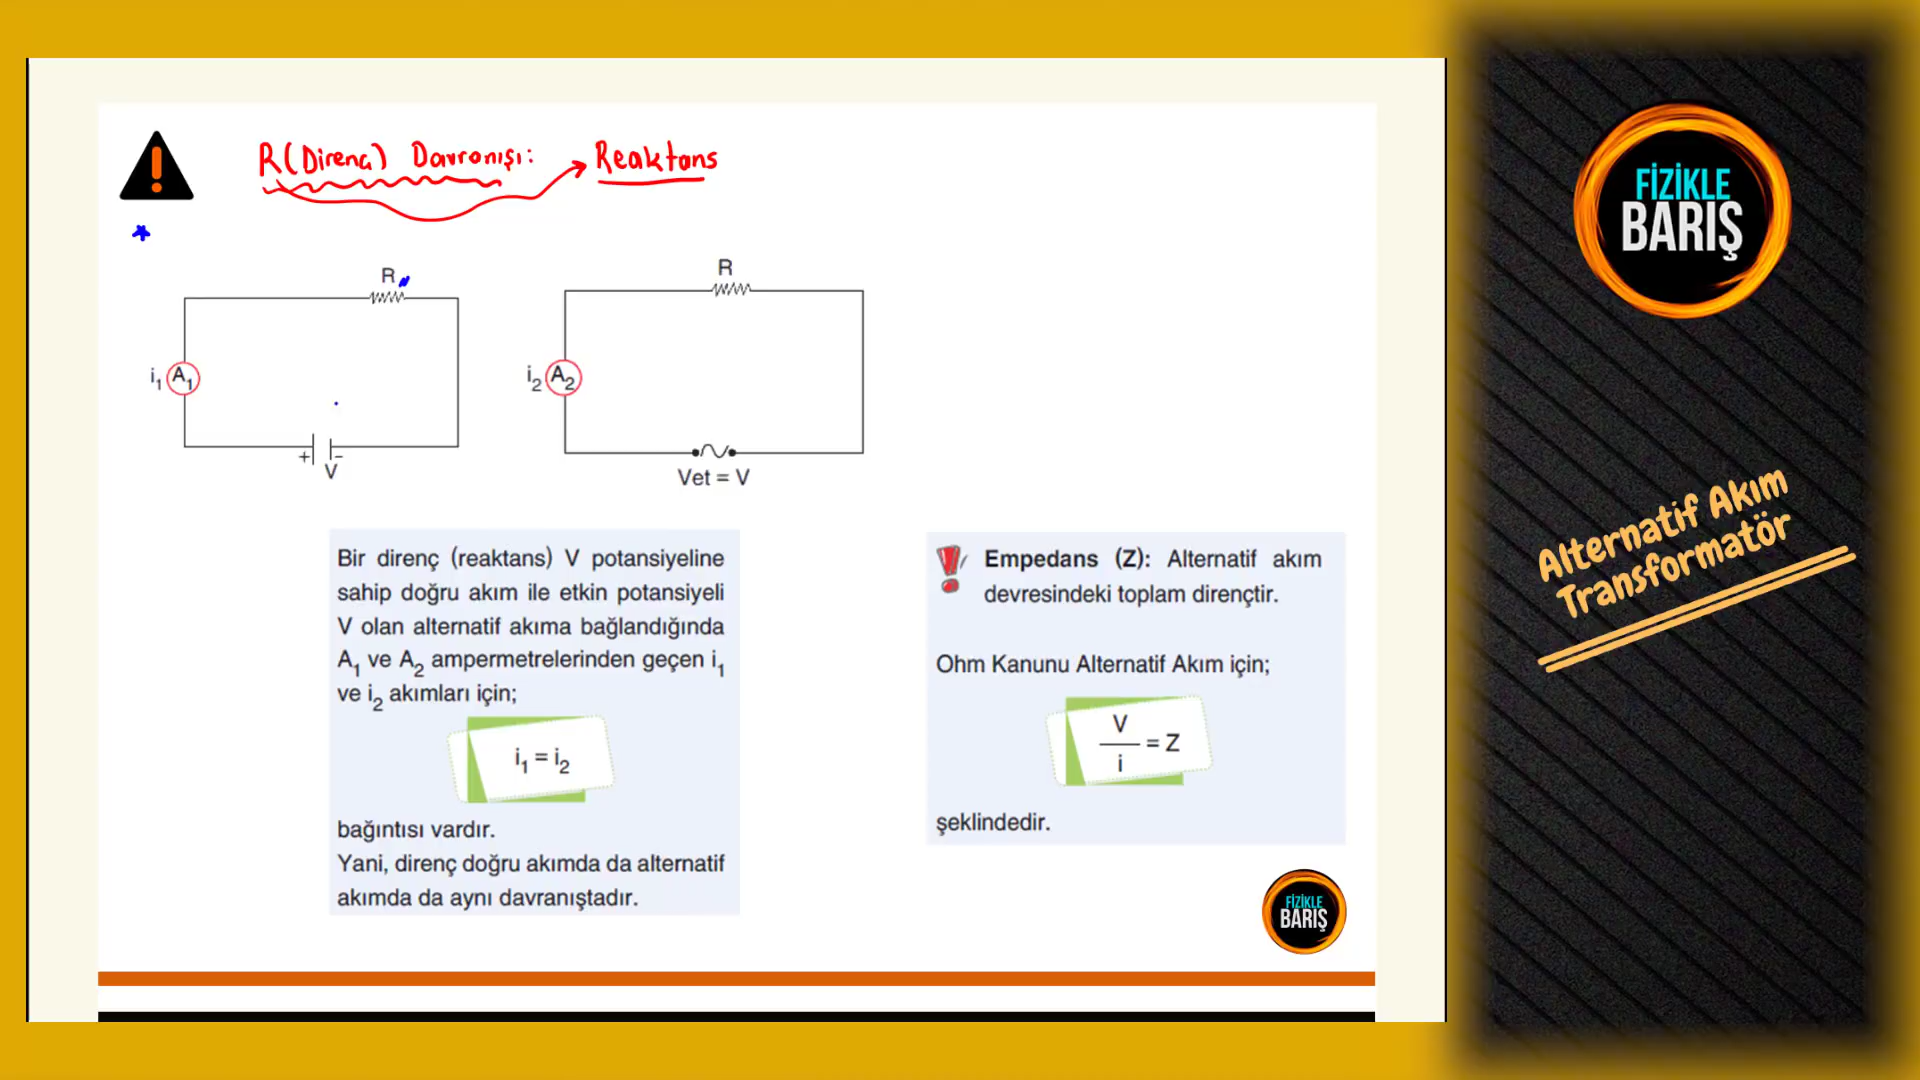 R(Direnç) Davranışı: Reaktans
R
i1 A1
+ -
V
R
i2 A2
Vet = V
Bir direnç (reaktans) V potansiyeline
sahip doğru akım ile etkin potansiyeli
V olan alternatif akıma bağlandığında
A1 ve A2 ampermetrelerinden geçen i1
ve i2 akımları için;
i1 = i2
bağıntısı vardır.
Yani, direnç doğru akımda da alternatif
akımda da aynı davranıştadır.
Empedans (Z): Alternatif akım
devresindeki toplam dirençtir.
Ohm Kanunu Alternatif Akım için;
V
i
= Z
şeklindedir.
FİZİKLE
BARIŞ
FİZİKLE
BARIŞ
Alternatif Akım
Transformatör